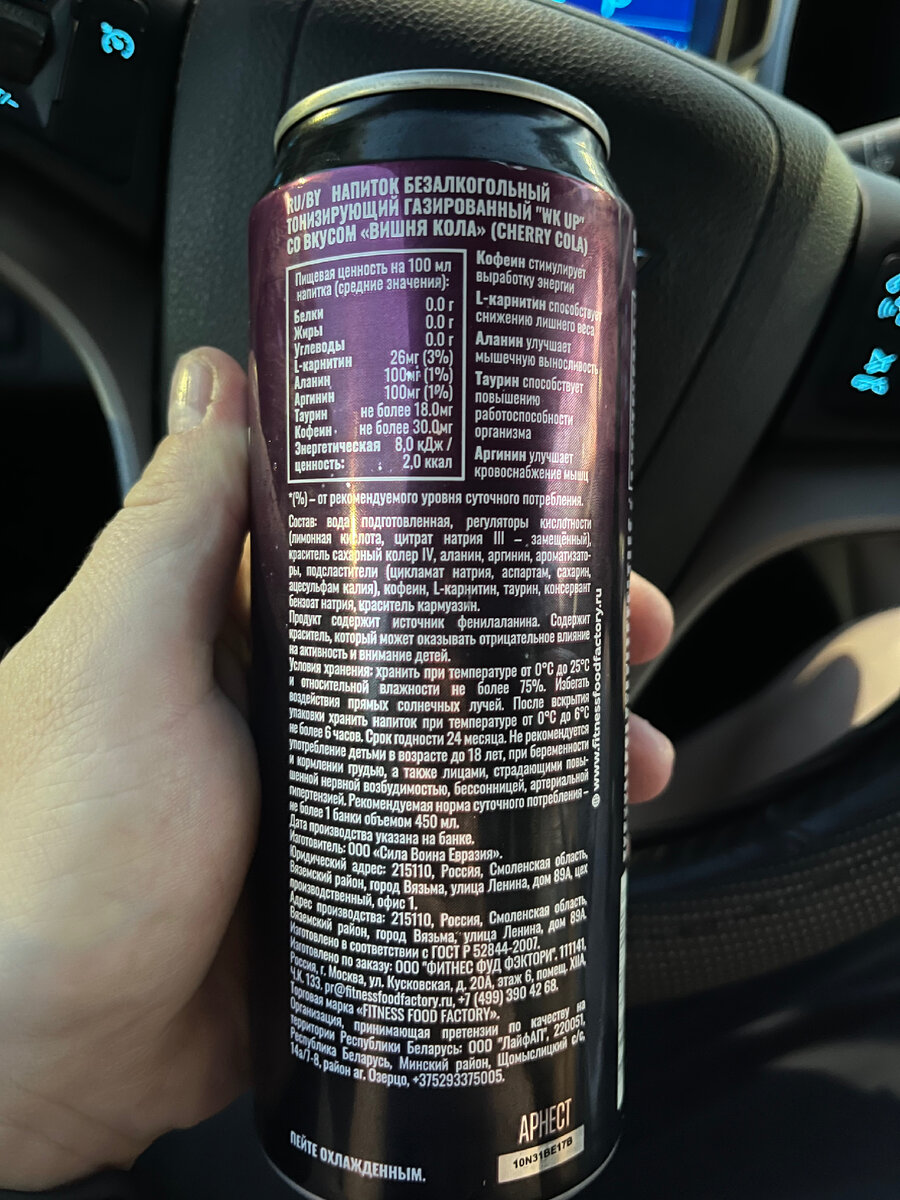 RU/BY НАПИТОК БЕЗАЛКОГОЛЬНЫЙ
ТОНИЗИРУЮЩИЙ ГАЗИРОВАННЫЙ "WK UP"
СО ВКУСОМ «ВИШНЯ КОЛА» (CHERRY COLA)
Пищевая ценность на 100 мл
напитка (средние значения):
Белки 0.0 г
Жиры 0.0 г
Углеводы 0.0 г
L-карнитин 26мг (3%)
Аланин 100мг (1%)
Аргинин 100мг (1%)
Таурин не более 18.0мг
Кофеин не более 30.0мг
Энергетическая 8,0 кДж /
ценность: 2,0 ккал
Кофеин стимулирует
выработку энергии
L-карнитин способствует
снижению лишнего веса
Аланин улучшает
мышечную выносливость
Таурин способствует
повышению
работоспособности
организма
Аргинин улучшает
кровоснабжение мышц
*(%) – от рекомендуемого уровня суточного потребления.
Состав: вода подготовленная, регуляторы кислотности
(лимонная кислота, цитрат натрия III – замещённый),
краситель сахарный колер IV, аланин, аргинин, ароматизато-
ры, подсластители (цикламат натрия, аспартам, сахарин,
ацесульфам калия), кофеин, L-карнитин, таурин, консервант
бензоат натрия, краситель кармуазин.
Продукт содержит источник фенилаланина. Содержит
краситель, который может оказывать отрицательное влияние
на активность и внимание детей.
Условия хранения: хранить при температуре от 0°С до 25°С
и относительной влажности не более 75%. Избегать
воздействия прямых солнечных лучей. После вскрытия
упаковки хранить напиток при температуре от 0°С до 6°С
не более 6 часов. Срок годности 24 месяца. Не рекомендуется
употребление детьми в возрасте до 18 лет, при беременности
и кормлении грудью, а также лицами, страдающими повы-
шенной нервной возбудимостью, бессонницей, артериальной
гипертензией. Рекомендуемая норма суточного потребления –
не более 1 банки объемом 450 мл.
Дата производства указана на банке.
Изготовитель: ООО «Сила Воина Евразия».
Юридический адрес: 215110, Россия, Смоленская область,
Вяземский район, город Вязьма, улица Ленина, дом 89А, цех
производственный, офис 1.
Адрес производства: 215110, Россия, Смоленская область,
Вяземский район, город Вязьма, улица Ленина, дом 89А.
Изготовлено в соответствии с ГОСТ Р 52844-2007.
Изготовлено по заказу: ООО "ФИТНЕС ФУД ФЭКТОРИ". 111141,
Россия, г. Москва, ул. Кусковская, д. 20А, этаж 6, помещ. XIIА,
Ч.К. 133. pr@fitnessfoodfactory.ru, +7 (499) 390 42 68.
Торговая марка «FITNESS FOOD FACTORY».
Организация, принимающая претензии по качеству на
территории Республики Беларусь: ООО "ЛайфАП", 220051,
Республика Беларусь, Минский район, Щомыслицкий с/с,
14а/7-8, район аг. Озерцо, +375293375005.
www.fitnessfoodfactory.ru
АРНЕСТ
10N31BE17B
ПЕЙТЕ ОХЛАЖДЕННЫМ.